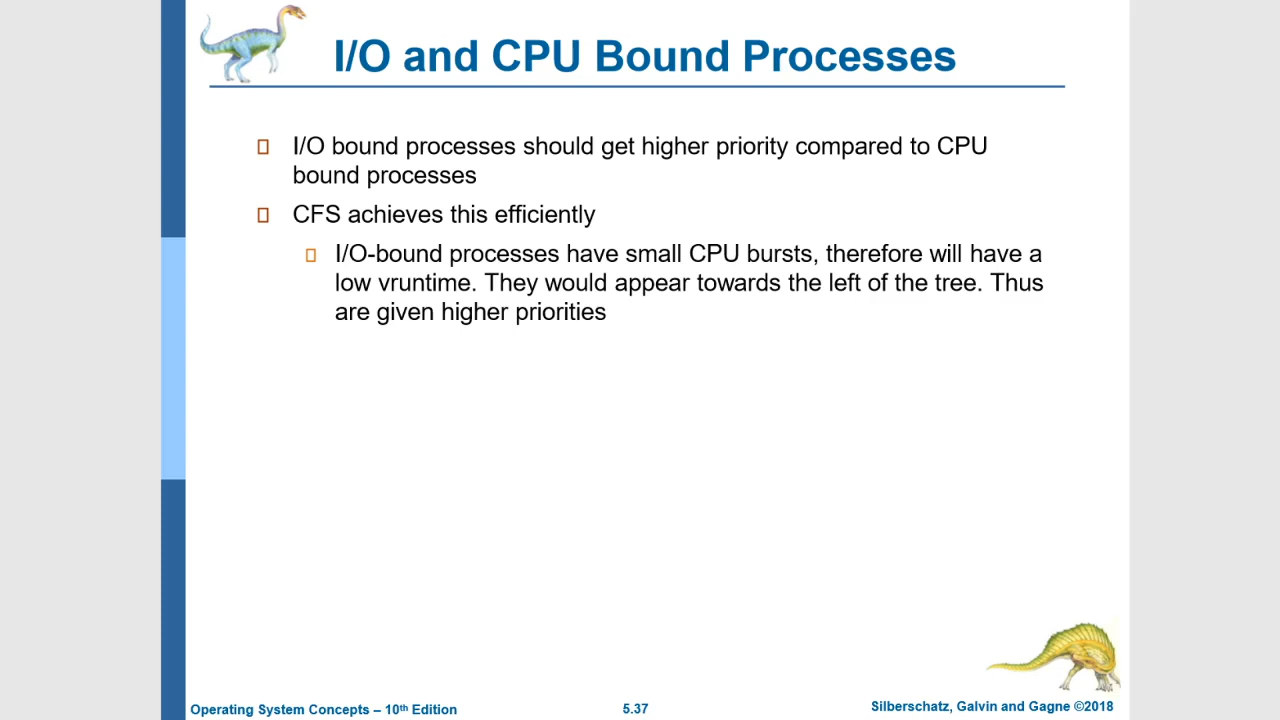 I/O and CPU Bound Processes
I/O bound processes should get higher priority compared to CPU
bound processes
CFS achieves this efficiently
I/O-bound processes have small CPU bursts, therefore will have a
low vruntime. They would appear towards the left of the tree. Thus
are given higher priorities
Operating System Concepts – 10th Edition
5.37
Silberschatz, Galvin and Gagne ©2018